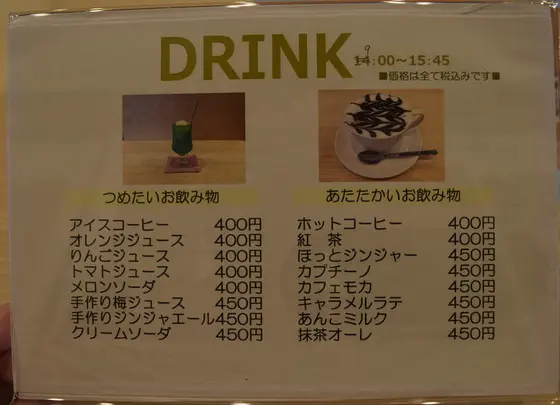 DRINK
9:00～15:45
■価格は全て税込みです■
つめたいお飲み物
アイスコーヒー 400円
オレンジジュース 400円
りんごジュース 400円
トマトジュース 400円
メロンソーダ 400円
手作り梅ジュース 450円
手作りジンジャエール 450円
クリームソーダ 450円
あたたかいお飲み物
ホットコーヒー 400円
紅　茶 400円
ほっとジンジャー 450円
カプチーノ 450円
カフェモカ 450円
キャラメルラテ 450円
あんこミルク 450円
抹茶オーレ 450円